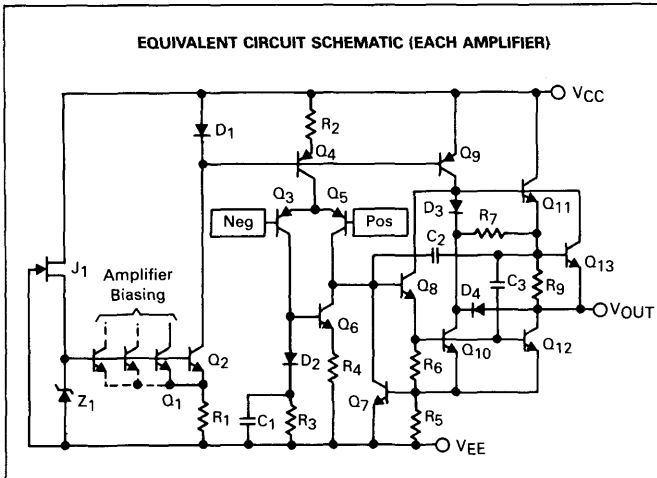 EQUIVALENT CIRCUIT SCHEMATIC (EACH AMPLIFIER)
VCC
D1
R2
Q4
Q9
Q3
Q5
D3
Q11
Neg
Pos
R7
C2
Q13
J1
Amplifier
Biasing
Q8
C3
R9
D4
VOUT
Q2
Q6
Q10
Q12
D2
R4
R6
Z1
Q1
R1
C1
R3
Q7
R5
VEE